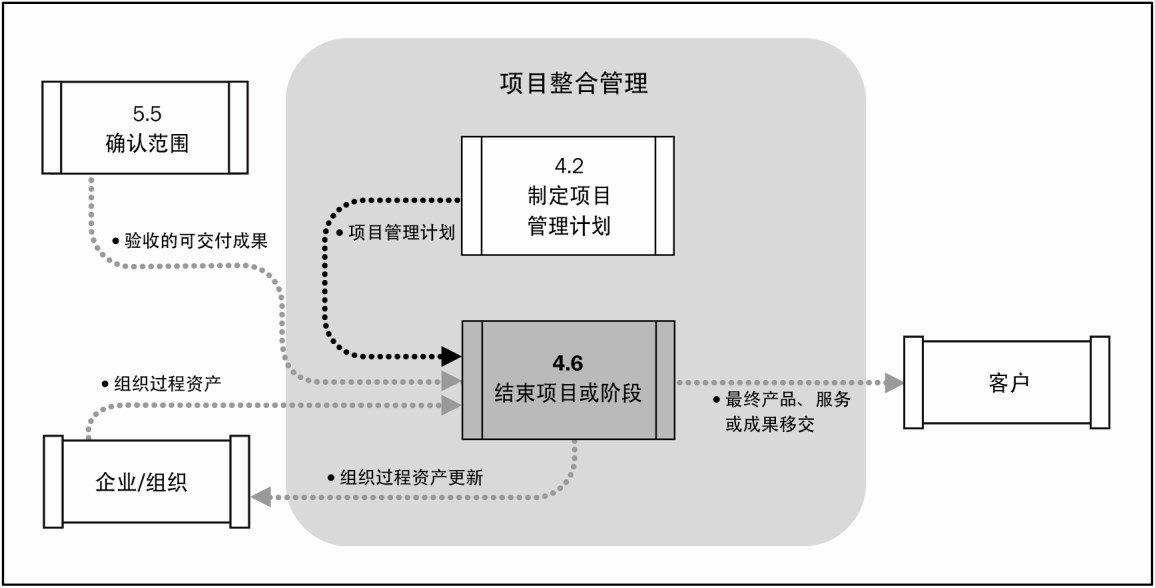 项目整合管理
5.5
确认范围
4.2
制定项目
管理计划
• 验收的可交付成果
• 项目管理计划
4.6
结束项目或阶段
• 组织过程资产
客户
• 最终产品、服务
或成果移交
企业/组织
• 组织过程资产更新